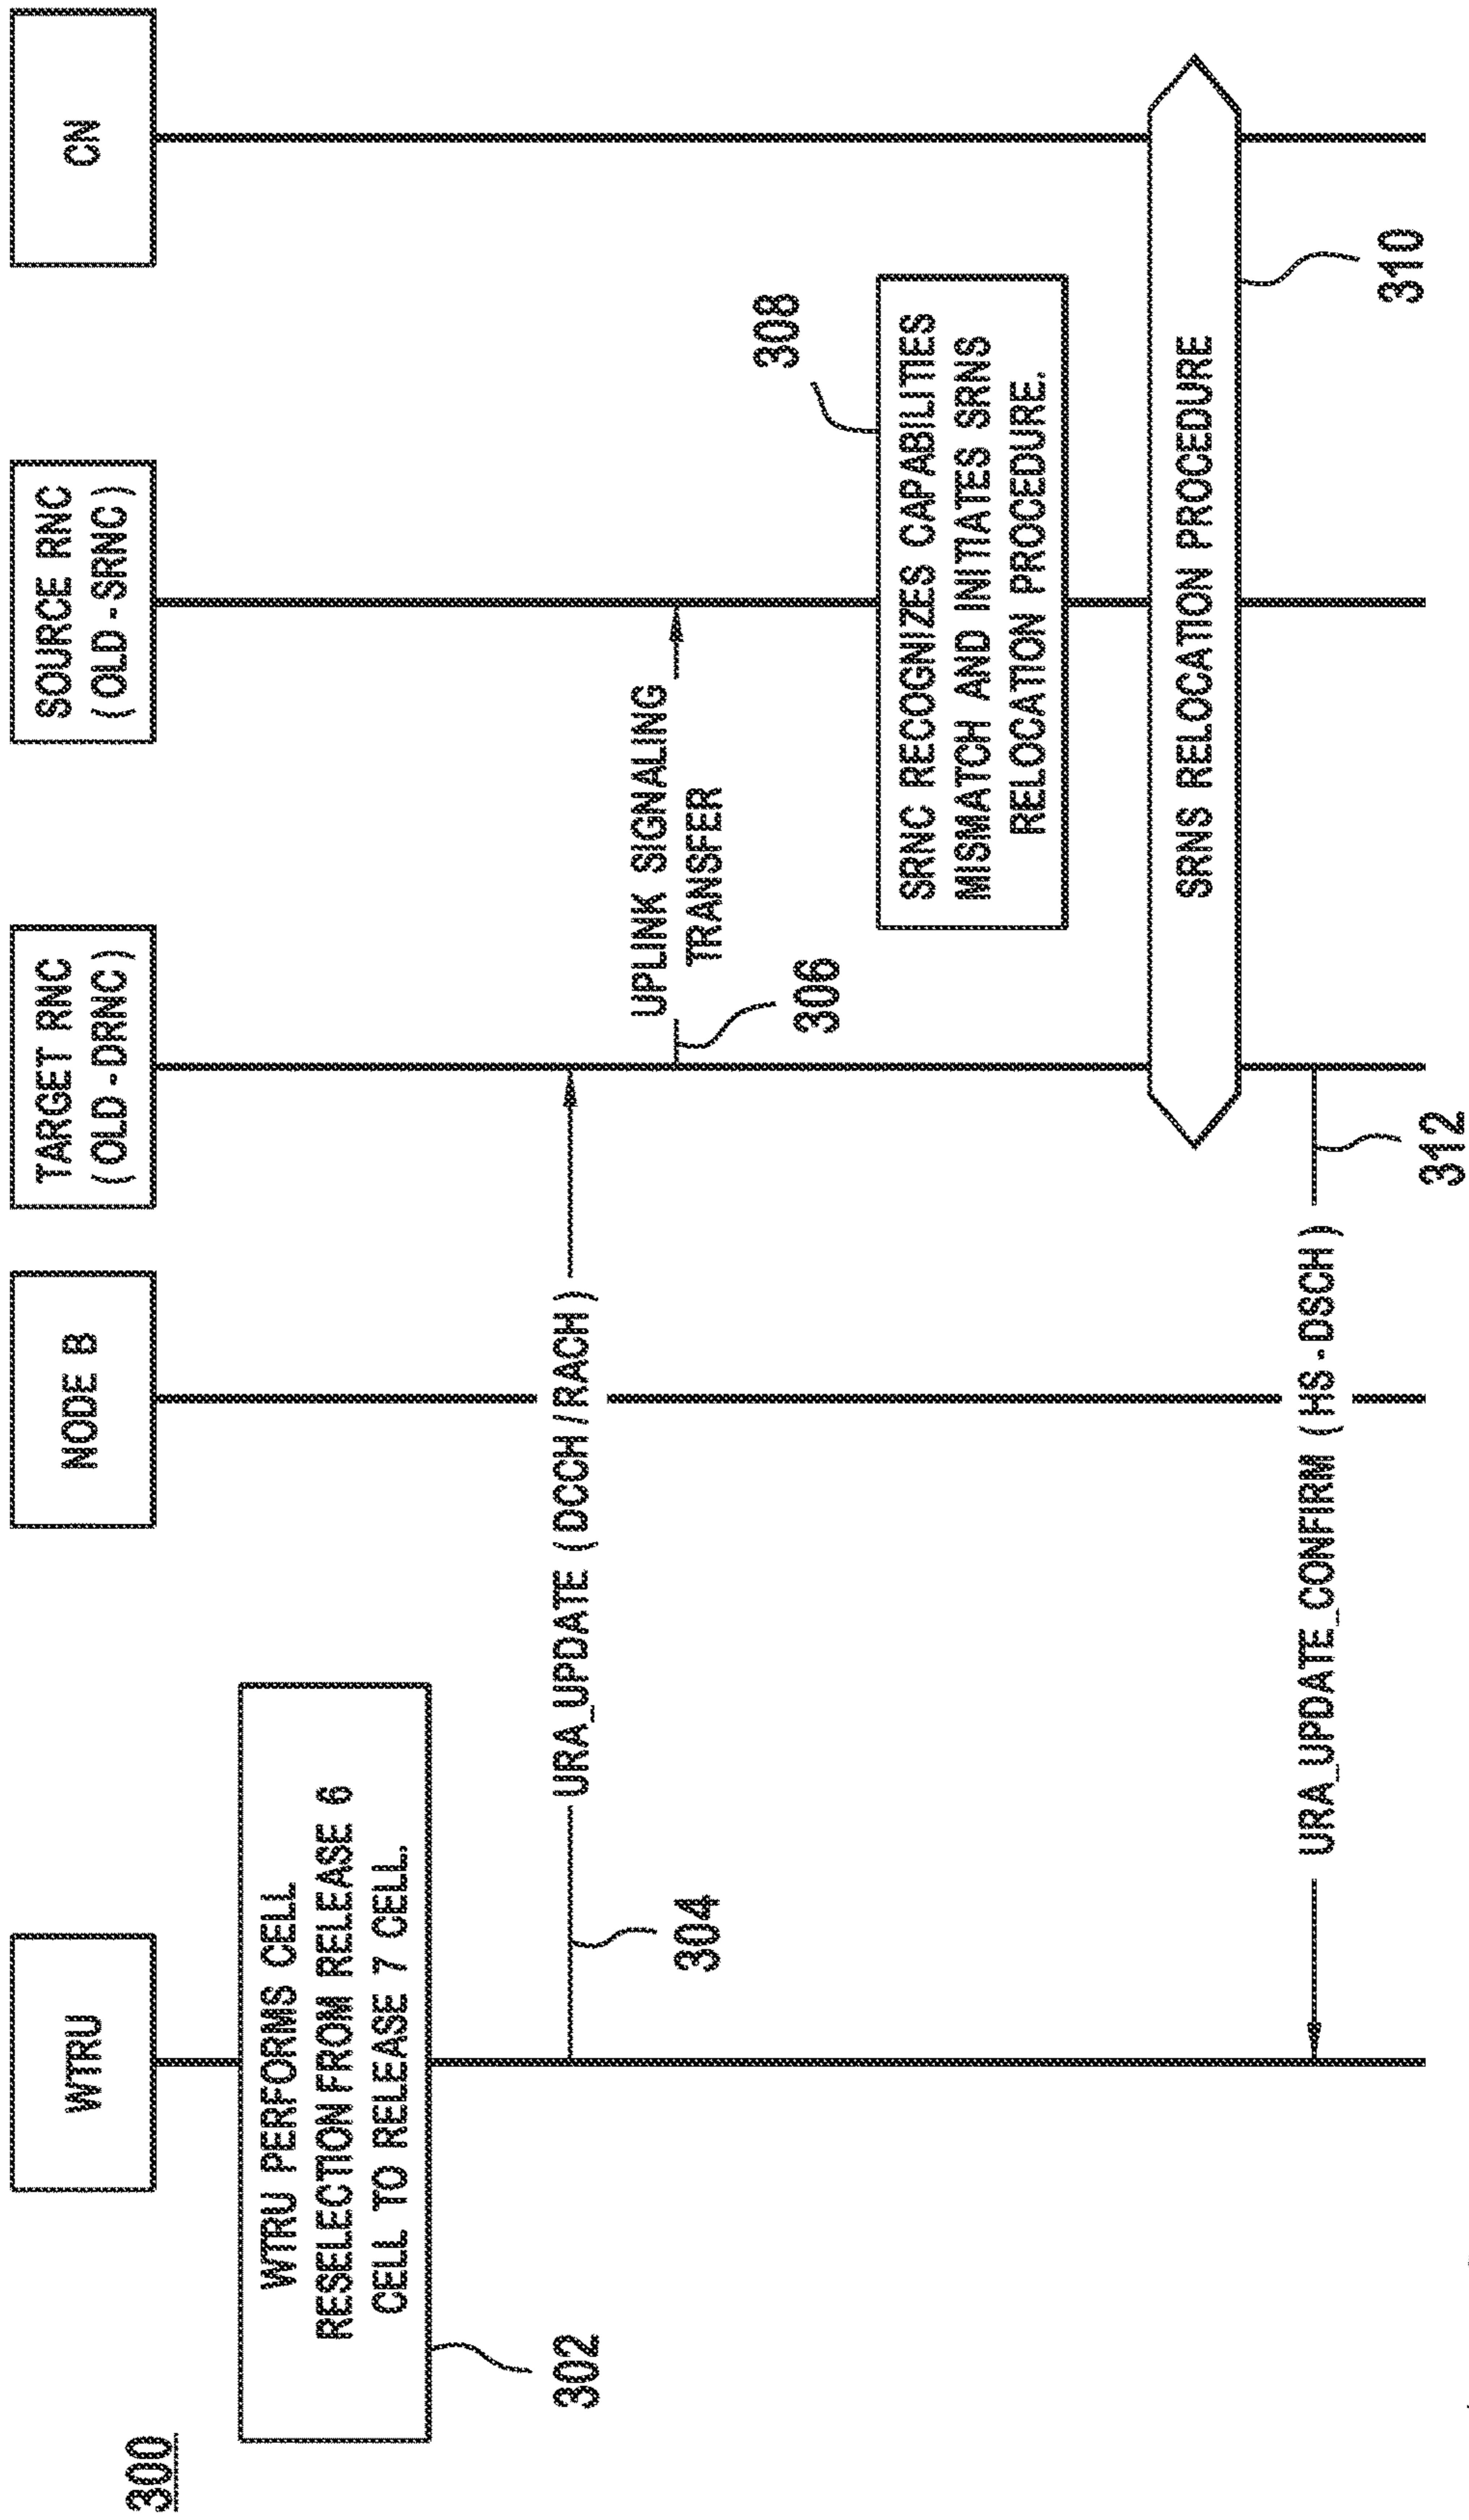 300
WTRU
NODE B
TARGET RNC
(OLD-DRNC)
SOURCE RNC
(OLD-SRNC)
CN
WTRU PERFORMS CELL
RESELECTION FROM RELEASE 6
CELL TO RELEASE 7 CELL.
302
URA_UPDATE (DCCH/RACH)
304
UPLINK SIGNALING
TRANSFER
306
SRNC RECOGNIZES CAPABILITIES
MISMATCH AND INITIATES SRNS
RELOCATION PROCEDURE.
308
SRNS RELOCATION PROCEDURE
310
URA_UPDATE_CONFIRM (HS-DSCH)
312